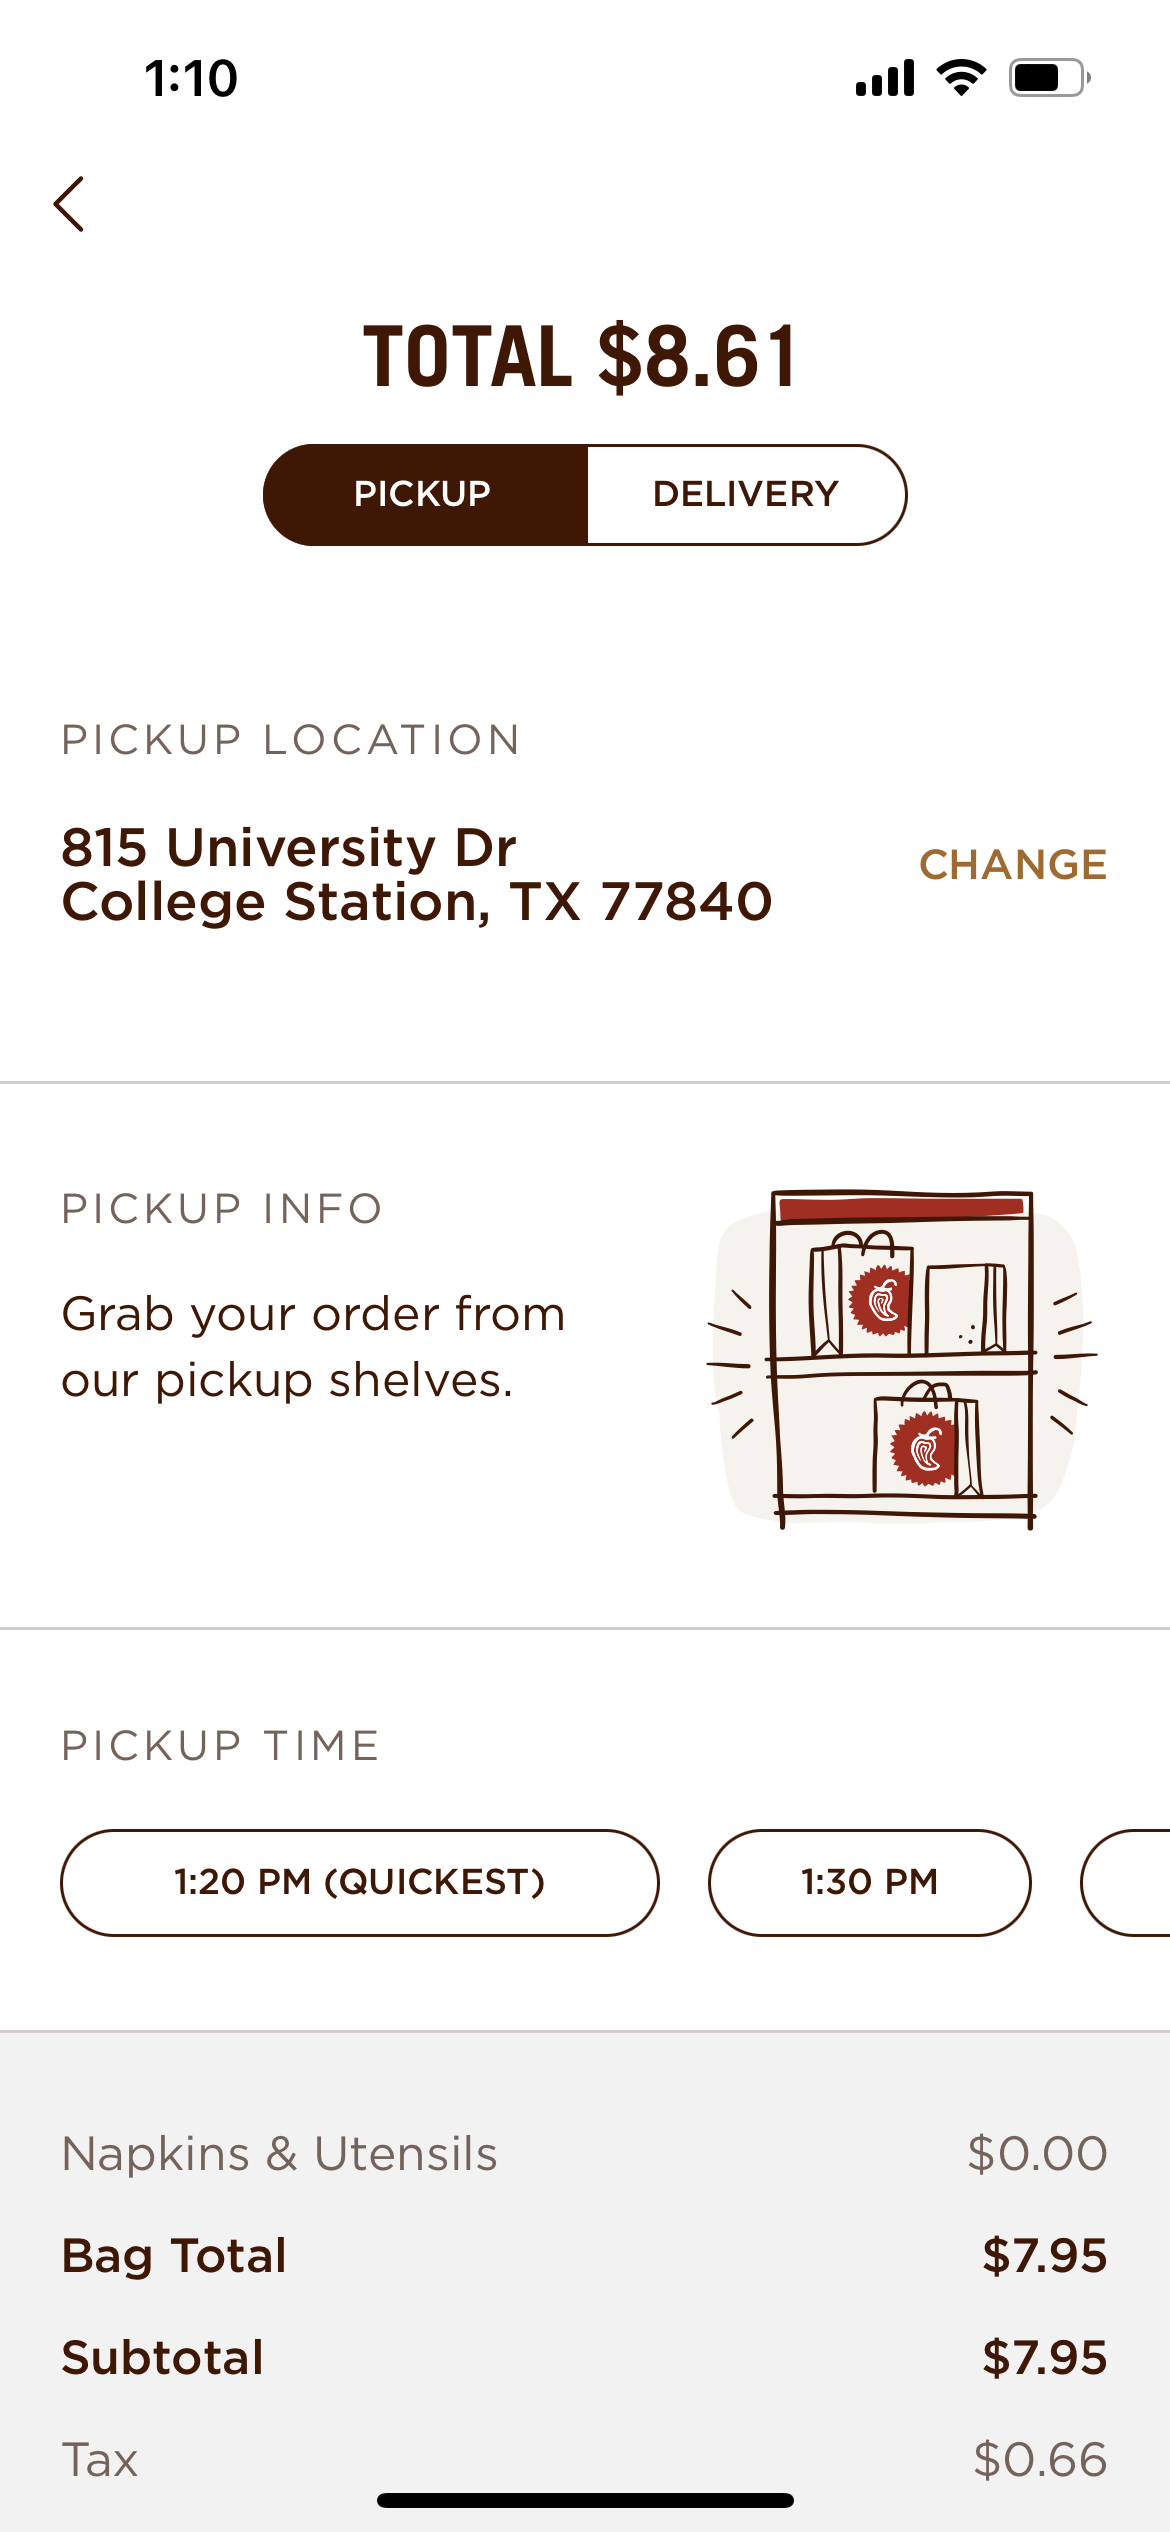 1:10
TOTAL $8.61
PICKUP
DELIVERY
PICKUP LOCATION
815 University Dr
College Station, TX 77840
CHANGE
PICKUP INFO
Grab your order from
our pickup shelves.
PICKUP TIME
1:20 PM (QUICKEST)
1:30 PM
Napkins & Utensils $0.00
Bag Total $7.95
Subtotal $7.95
Tax $0.66